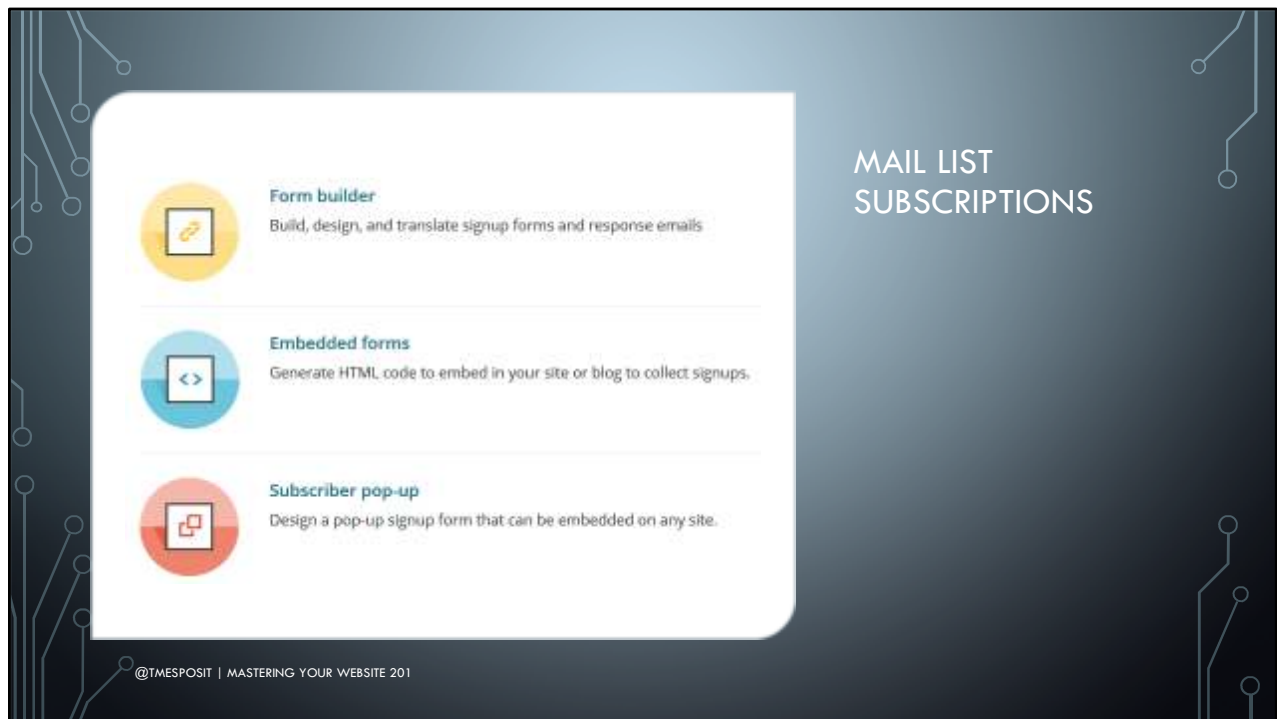 MAIL LIST
SUBSCRIPTIONS
Form builder
Build, design, and translate signup forms and response emails
Embedded forms
Generate HTML code to embed in your site or blog to collect signups.
Subscriber pop-up
Design a pop-up signup form that can be embedded on any site.
@TMESPOSIT | MASTERING YOUR WEBSITE 201